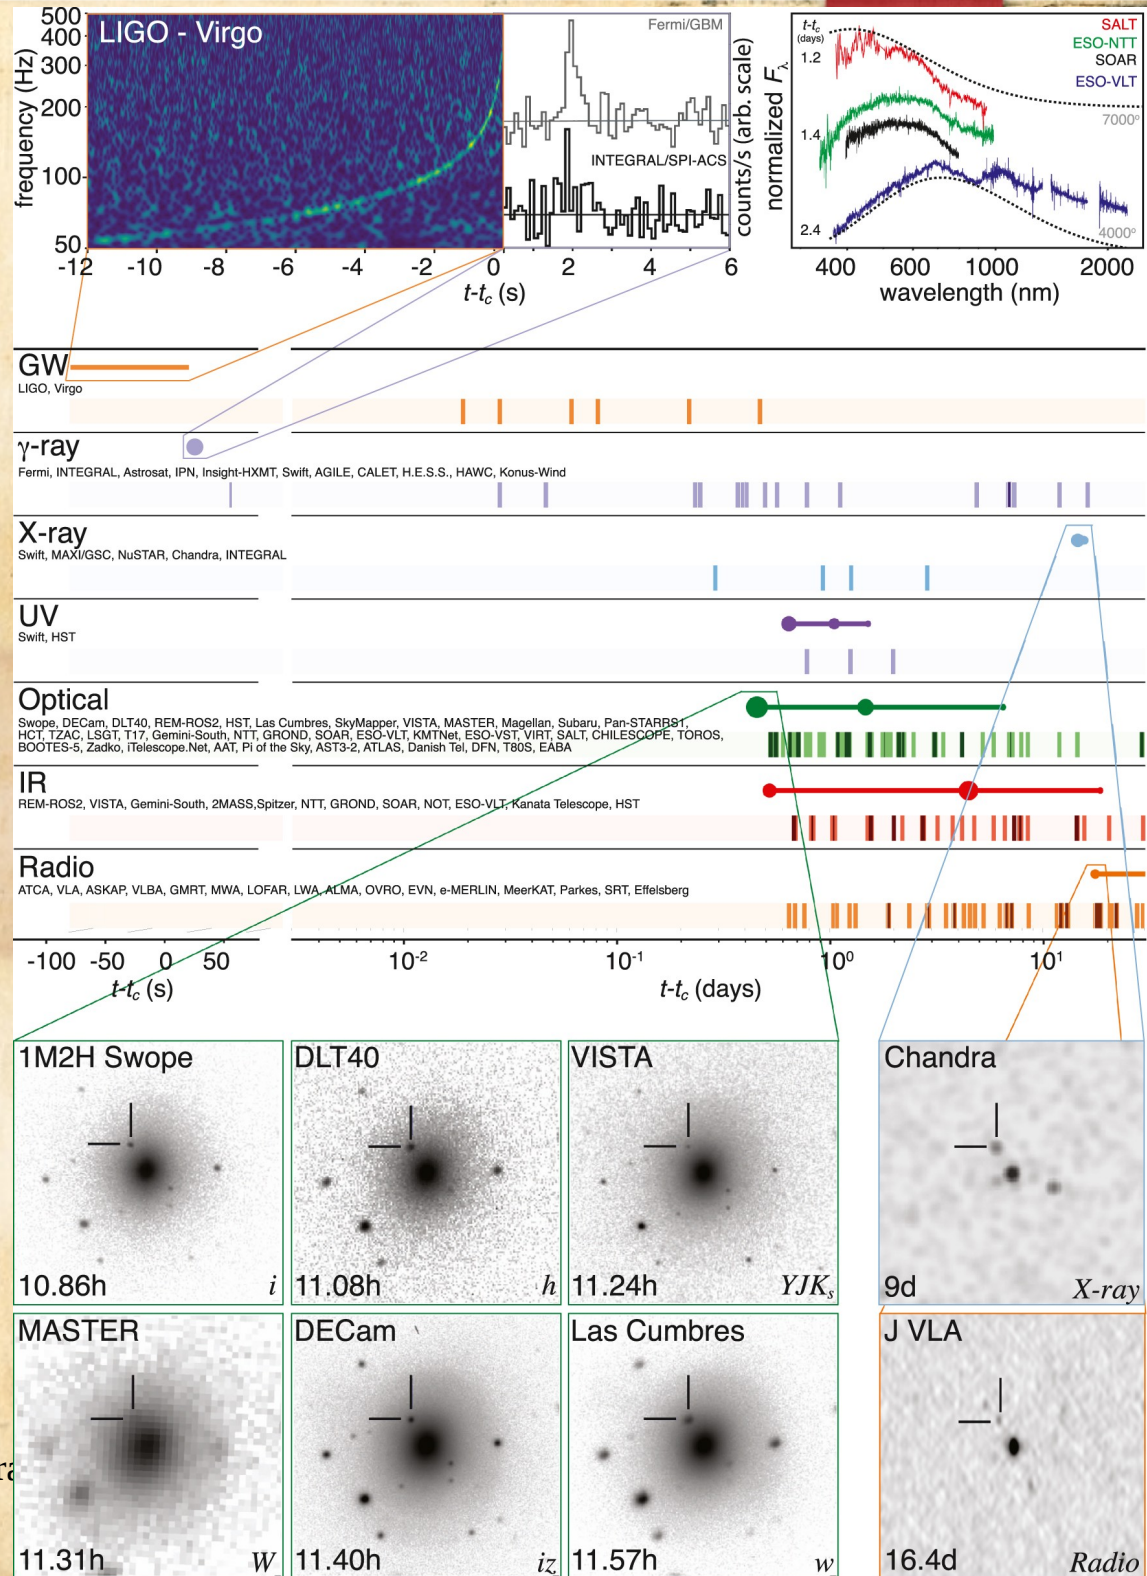 LIGO - Virgo
frequency (Hz)
500
400
300
200
100
50
-12 -10 -8 -6 -4 -2 0 2 4 6
t-tc (s)
Fermi/GBM
INTEGRAL/SPI-ACS
counts/s (arb. scale)
normalized Fλ
t-tc
(days)
1.2
1.4
2.4
SALT
ESO-NTT
SOAR
ESO-VLT
7000º
4000º
400 600 1000 2000
wavelength (nm)
GW
LIGO, Virgo
γ-ray
Fermi, INTEGRAL, Astrosat, IPN, Insight-HXMT, Swift, AGILE, CALET, H.E.S.S., HAWC, Konus-Wind
X-ray
Swift, MAXI/GSC, NuSTAR, Chandra, INTEGRAL
UV
Swift, HST
Optical
Swope, DECam, DLT40, REM-ROS2, HST, Las Cumbres, SkyMapper, VISTA, MASTER, Magellan, Subaru, Pan-STARRS1,
HCT, TZAC, LSGT, T17, Gemini-South, NTT, GROND, SOAR, ESO-VLT, KMTNet, ESO-VST, VIRT, SALT, CHILESCOPE, TOROS,
BOOTES-5, Zadko, iTelescope.Net, AAT, Pi of the Sky, AST3-2, ATLAS, Danish Tel, DFN, T80S, EABA
IR
REM-ROS2, VISTA, Gemini-South, 2MASS,Spitzer, NTT, GROND, SOAR, NOT, ESO-VLT, Kanata Telescope, HST
Radio
ATCA, VLA, ASKAP, VLBA, GMRT, MWA, LOFAR, LWA, ALMA, OVRO, EVN, e-MERLIN, MeerKAT, Parkes, SRT, Effelsberg
-100 -50 0 50 10⁻² 10⁻¹ 10⁰ 10¹
t-tc (s) t-tc (days)
1M2H Swope
10.86h i
DLT40
11.08h h
VISTA
11.24h YJKs
Chandra
9d X-ray
MASTER
11.31h W
DECam
11.40h iz
Las Cumbres
11.57h w
J VLA
16.4d Radio